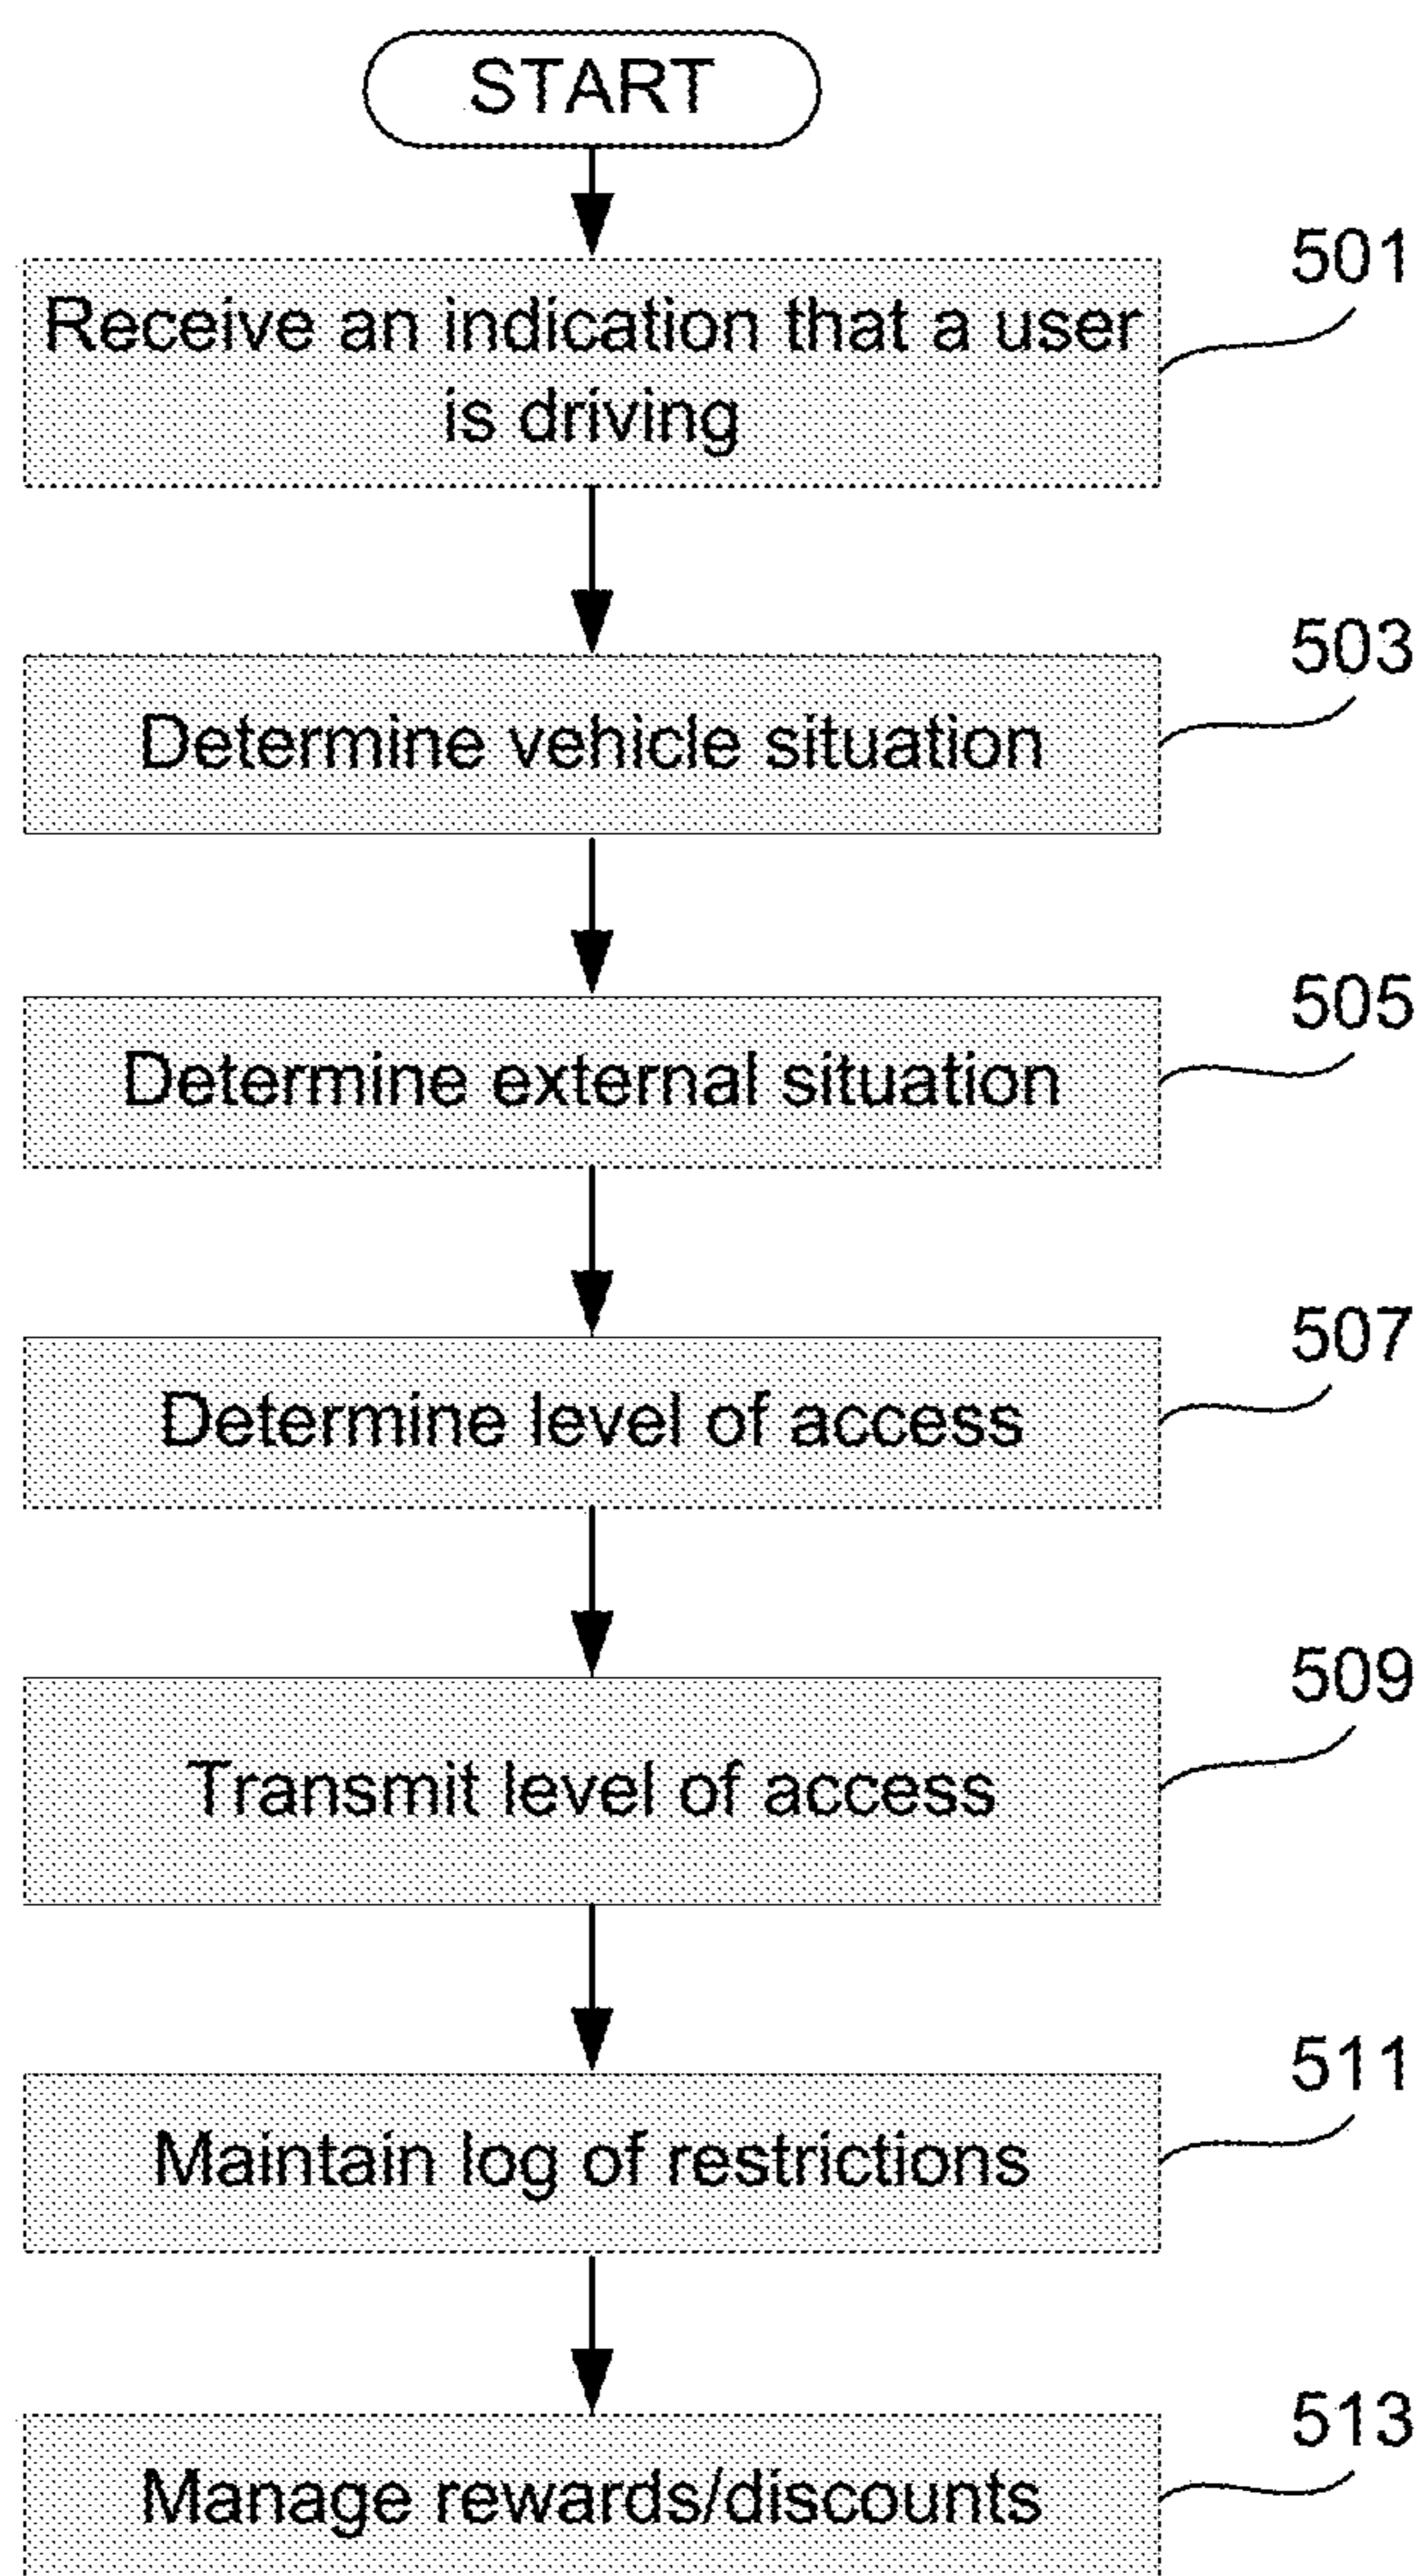 START
501
Receive an indication that a user
is driving
503
Determine vehicle situation
505
Determine external situation
507
Determine level of access
509
Transmit level of access
511
Maintain log of restrictions
513
Manage rewards/discounts